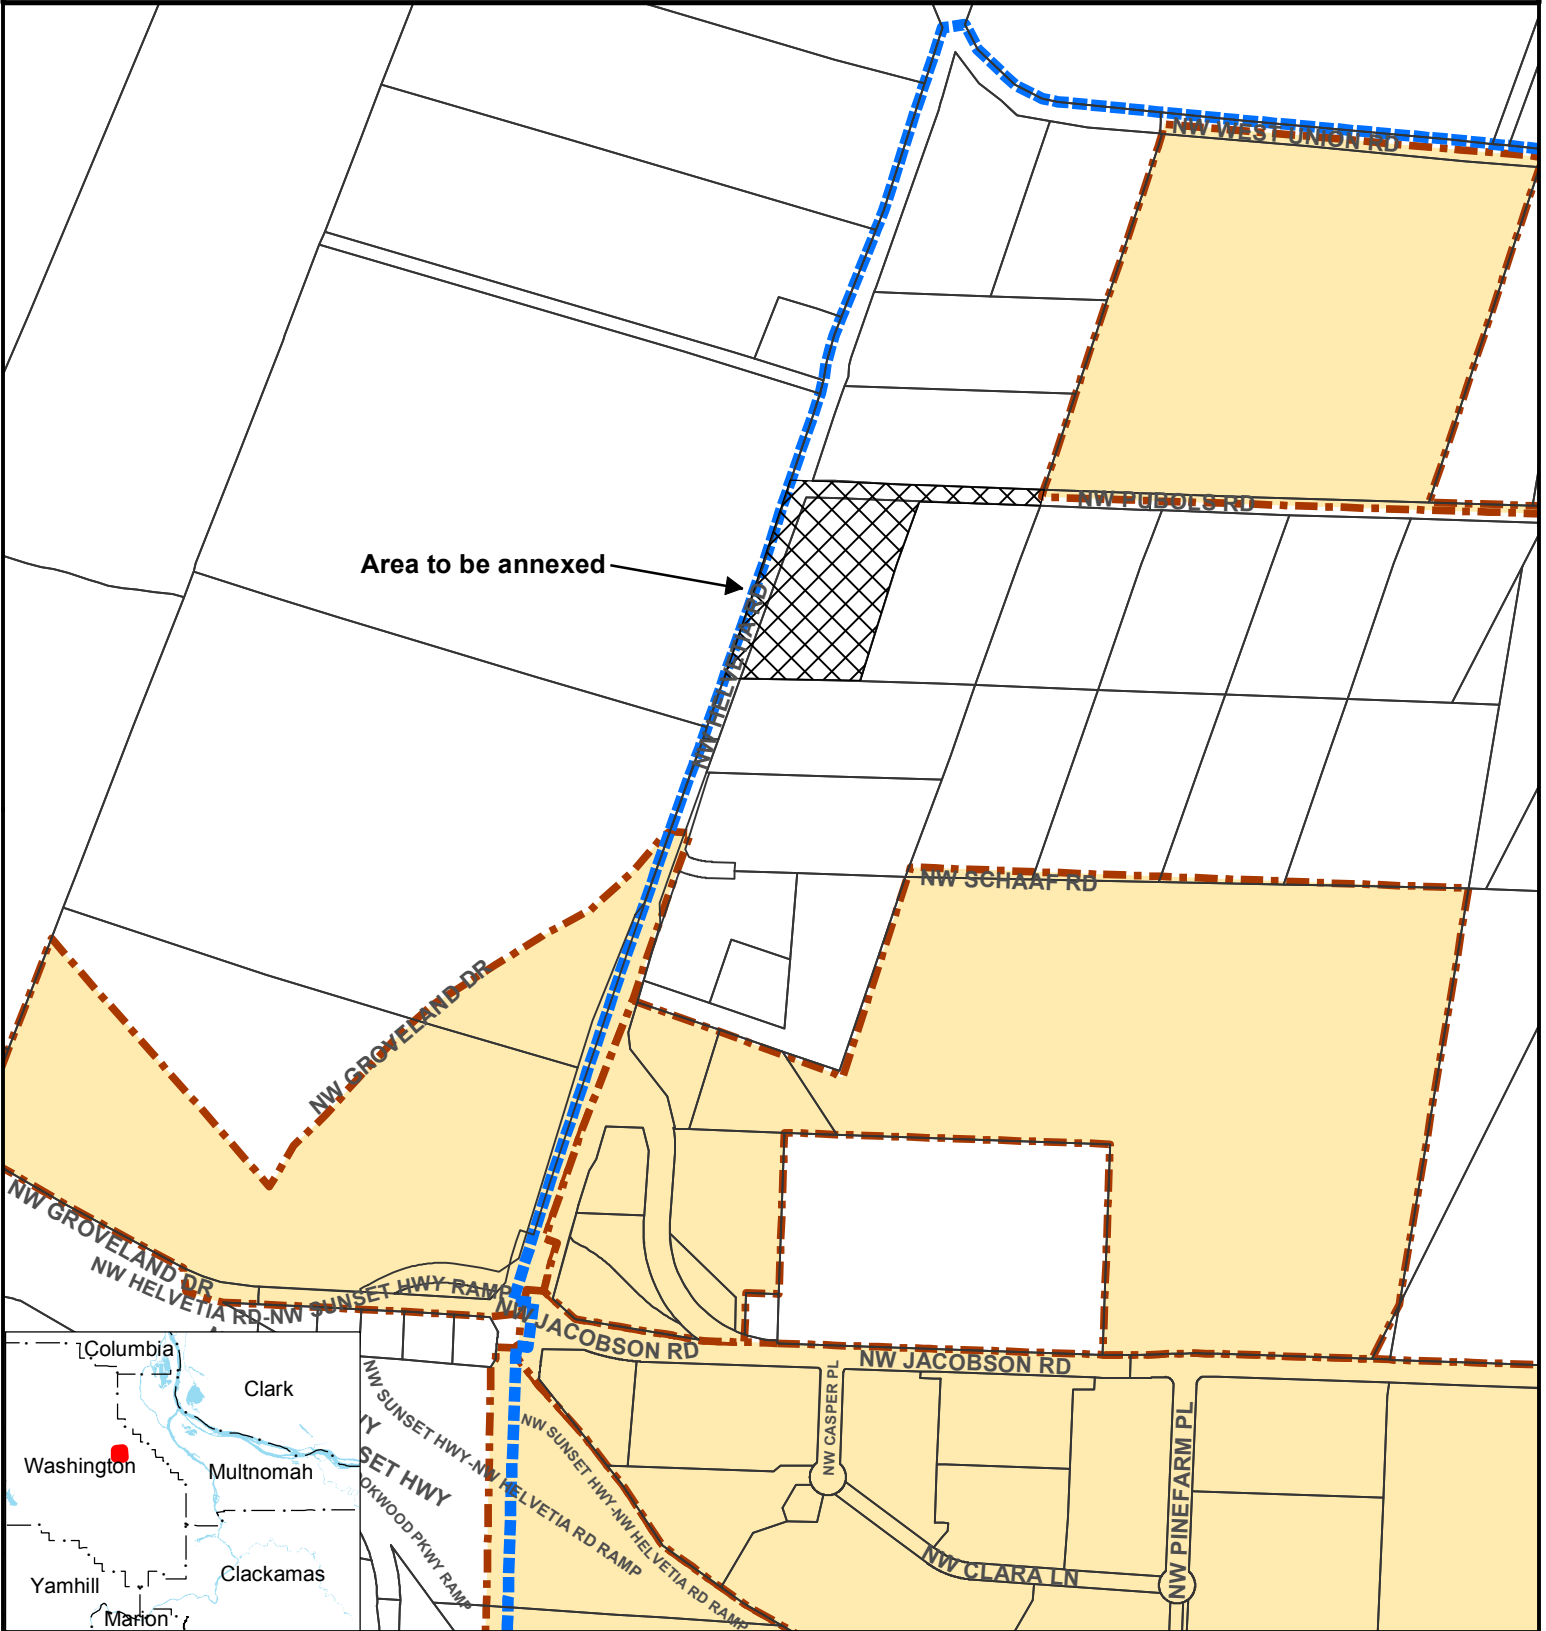 NW WEST UNION RD
NW PUBOLS RD
Area to be annexed
NW HELVETIA RD
NW SCHAAF RD
NW GROVELAND DR
NW GROVELAND DR
NW HELVETIA RD-NW SUNSET HWY RAMP
NW JACOBSON RD
NW JACOBSON RD
NW CASPER PL
NW PINEFARM PL
NW CLARA LN
NW SUNSET HWY-NW HELVETIA RD RAMP
NW SUNSET HWY-NW HELVETIA RD RAMP
SET HWY
OKWOOD PKWY RAMP
Columbia
Clark
Washington
Multnomah
Yamhill
Clackamas
Marion